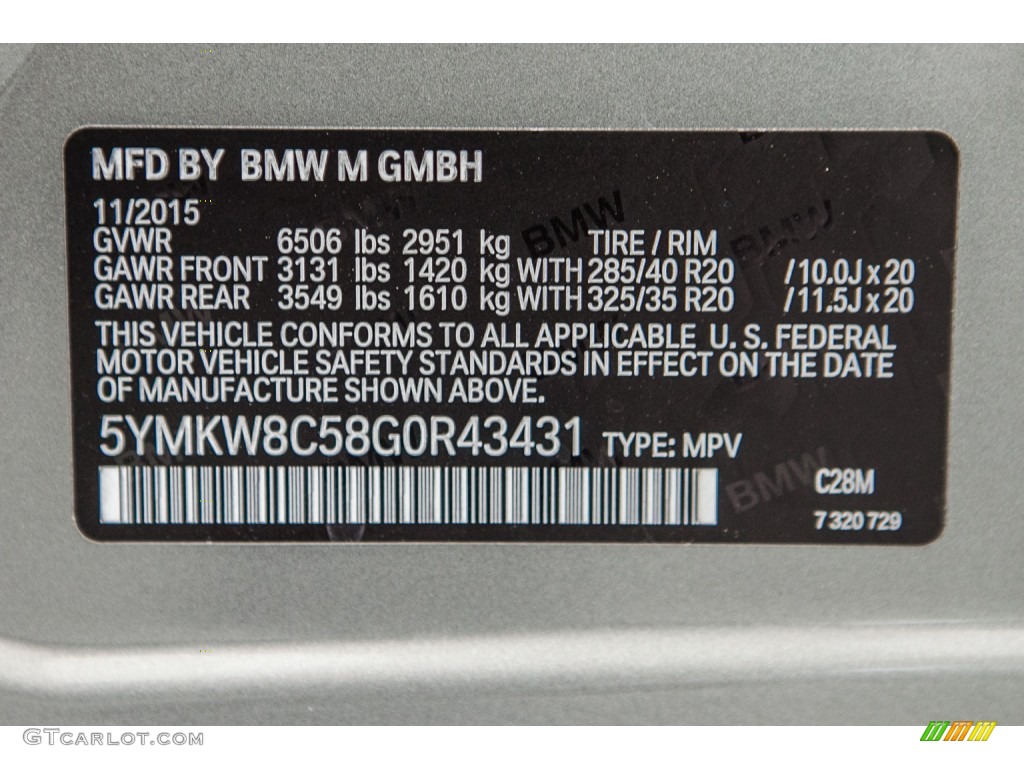 MFD BY BMW M GMBH
11/2015
GVWR 6506 lbs 2951 kg TIRE / RIM
GAWR FRONT 3131 lbs 1420 kg WITH 285/40 R20 /10.0J x 20
GAWR REAR 3549 lbs 1610 kg WITH 325/35 R20 /11.5J x 20
THIS VEHICLE CONFORMS TO ALL APPLICABLE U. S. FEDERAL
MOTOR VEHICLE SAFETY STANDARDS IN EFFECT ON THE DATE
OF MANUFACTURE SHOWN ABOVE.
5YMKW8C58G0R43431 TYPE: MPV
C28M
7 320 729
BMW
BMW
BMW
GTCARLOT.COM